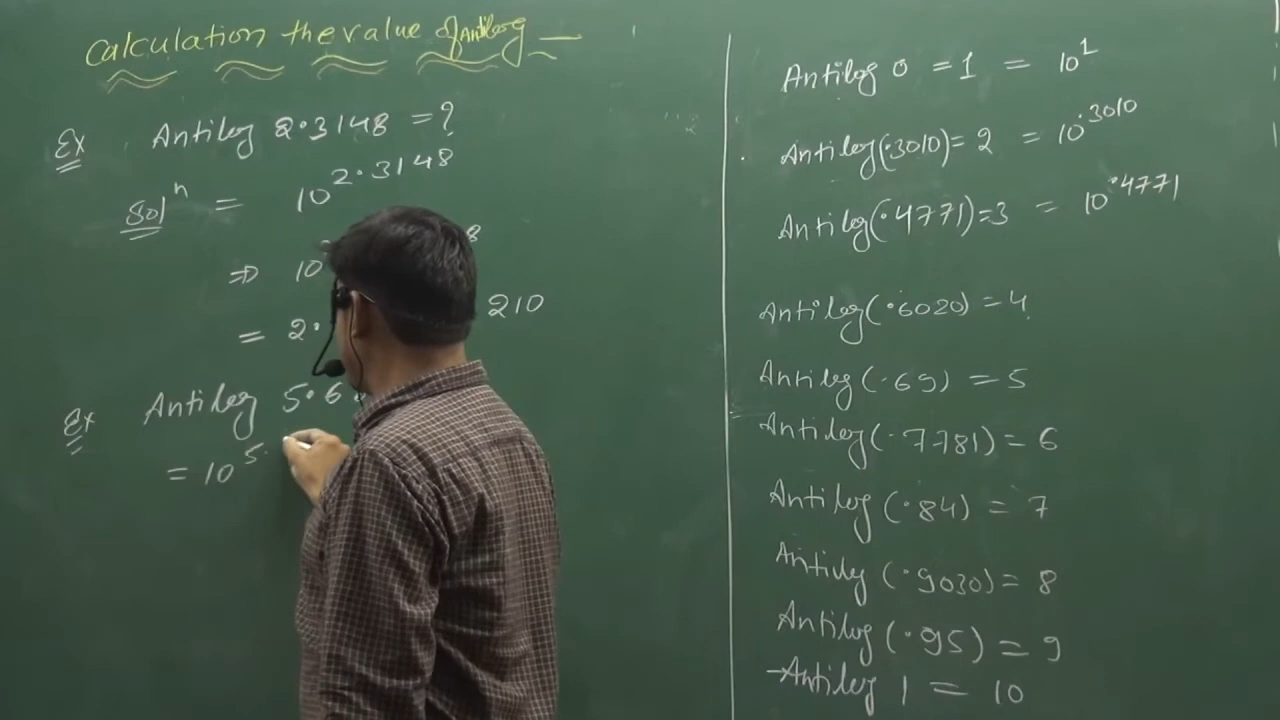 Calculation the value of Antilog
Ex Antilog 2.3148 = ?
Solⁿ = 10^2.3148
⇒ 10 8
= 2. 210
Ex Antilog 5.6
= 10^5.
Antilog 0 = 1 = 10^1
Antilog(.3010) = 2 = 10^.3010
Antilog(.4771) = 3 = 10^.4771
Antilog(.6020) = 4
Antilog(.69) = 5
Antilog(.7781) = 6
Antilog(.84) = 7
Antilog(.9030) = 8
Antilog(.95) = 9
Antilog 1 = 10